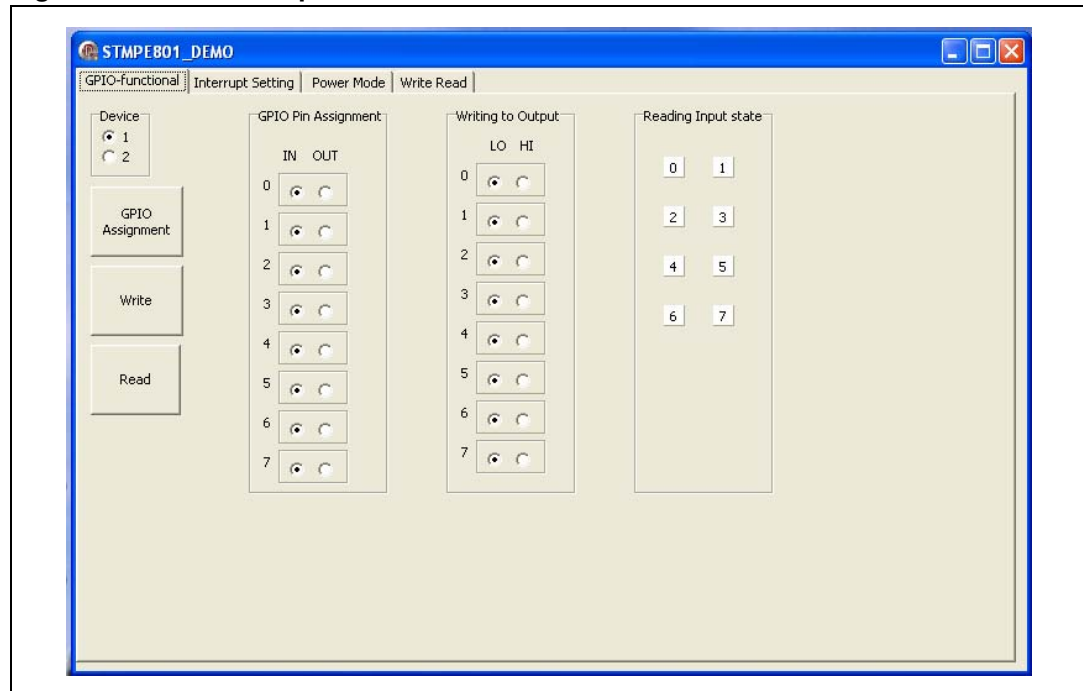 STMPE801_DEMO
GPIO-functional Interrupt Setting Power Mode Write Read
Device
1
2
GPIO
Assignment
Write
Read
GPIO Pin Assignment
IN OUT
0
1
2
3
4
5
6
7
Writing to Output
LO HI
0
1
2
3
4
5
6
7
Reading Input state
0 1
2 3
4 5
6 7